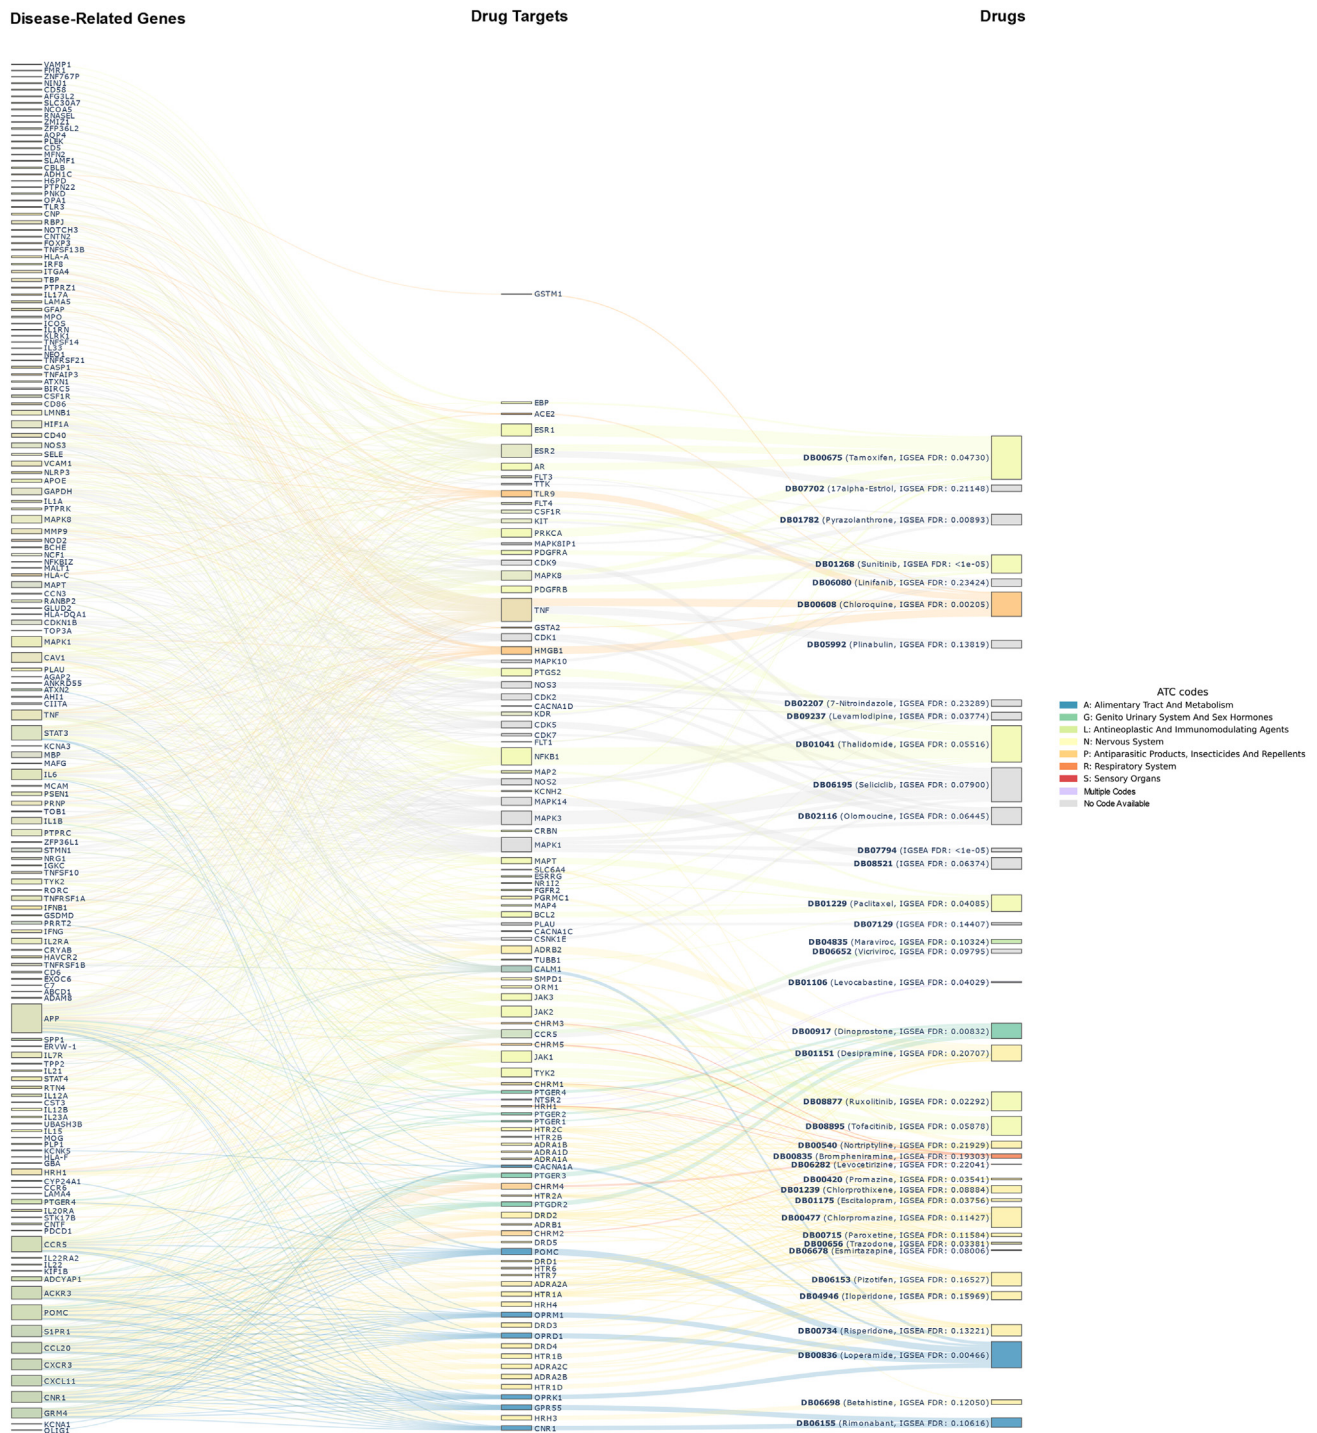 Disease-Related Genes
Drug Targets
Drugs
VAMP1
FMR1
ZNF767P
NINJ1
CD58
AFG3L2
SLC30A7
NCOA5
RNASEL
ZMIZ1
ZFP36L2
AQP4
PLEK
CD5
MFN2
SLAMF1
CBLB
ADH1C
H6PD
PTPN22
PNKD
OPA1
TLR3
CNP
RBPJ
NOTCH3
CNTN2
FOXP3
TNFSF13B
HLA-A
IRF8
ITGA4
TBP
PTPRZ1
IL17A
LAMA5
GFAP
MPO
ICOS
IL1RN
KLRK1
TNFSF14
IL33
NEO1
TNFRSF21
CASP1
TNFAIP3
ATXN1
BIRC5
CSF1R
CD86
LMNB1
HIF1A
CD40
NOS3
SELE
VCAM1
NLRP3
APOE
GAPDH
IL1A
PTPRK
MAPK8
MMP9
NOD2
BCHE
NCF1
NFKBIZ
MALT1
HLA-C
MAPT
CCN3
RANBP2
GLUD2
HLA-DQA1
CDKN1B
TOP3A
MAPK1
CAV1
PLAU
AGAP2
ANKRD55
ATXN2
AHI1
CIITA
TNF
STAT3
KCNA3
MBP
MAFG
IL6
MCAM
PSEN1
PRNP
TOB1
IL1B
PTPRC
ZFP36L1
STMN1
NRG1
IGKC
TNFSF10
TYK2
RORC
TNFRSF1A
IFNB1
GSDMD
PRRT2
IFNG
IL2RA
CRYAB
HAVCR2
TNFRSF1B
CD6
EXOC6
C7
ABCD1
ADAM8
APP
SPP1
ERVW-1
IL7R
TPP2
IL21
STAT4
RTN4
IL12A
CST3
IL12B
IL23A
UBASH3B
IL15
MOG
PLP1
KCNK5
HLA-F
GBA
HRH1
CYP24A1
CCR6
LAMA4
PTGER4
IL20RA
STK17B
CNTF
PDCD1
CCR5
IL22RA2
IL22
KIF1B
ADCYAP1
ACKR3
POMC
S1PR1
CCL20
CXCR3
CXCL11
CNR1
GRM4
KCNA1
OLIG1
GSTM1
EBP
ACE2
ESR1
ESR2
AR
FLT3
TTK
TLR9
FLT4
CSF1R
KIT
PRKCA
MAPK8IP1
PDGFRA
CDK9
MAPK8
PDGFRB
TNF
GSTA2
CDK1
HMGB1
MAPK10
PTGS2
NOS3
CDK2
CACNA1D
KDR
CDK5
CDK7
FLT1
NFKB1
MAP2
NOS2
KCNH2
MAPK14
MAPK3
CRBN
MAPK1
MAPT
SLC6A4
ESRRG
NR1I2
FGFR2
PGRMC1
MAP4
BCL2
PLAU
CACNA1C
CSNK1E
ADRB2
TUBB1
CALM1
SMPD1
ORM1
JAK3
JAK2
CHRM3
CCR5
CHRM5
JAK1
TYK2
CHRM1
PTGER4
NTSR2
HRH1
PTGER2
PTGER1
HTR2C
HTR2B
ADRA1B
ADRA1D
ADRA1A
CACNA1A
PTGER3
CHRM4
HTR2A
PTGDR2
DRD2
ADRB1
CHRM2
DRD5
POMC
DRD1
HTR6
HTR7
ADRA2A
HTR1A
HRH4
OPRM1
DRD3
OPRD1
DRD4
HTR1B
ADRA2C
ADRA2B
HTR1D
OPRK1
GPR55
HRH3
CNR1
DB00675 (Tamoxifen, IGSEA FDR: 0.04730)
DB07702 (17alpha-Estriol, IGSEA FDR: 0.21148)
DB01782 (Pyrazolanthrone, IGSEA FDR: 0.00893)
DB01268 (Sunitinib, IGSEA FDR: <1e-05)
DB06080 (Linifanib, IGSEA FDR: 0.23424)
DB00608 (Chloroquine, IGSEA FDR: 0.00205)
DB05992 (Plinabulin, IGSEA FDR: 0.13819)
DB02207 (7-Nitroindazole, IGSEA FDR: 0.23289)
DB09237 (Levamlodipine, IGSEA FDR: 0.03774)
DB01041 (Thalidomide, IGSEA FDR: 0.05516)
DB06195 (Seliciclib, IGSEA FDR: 0.07900)
DB02116 (Olomoucine, IGSEA FDR: 0.06445)
DB07794 (IGSEA FDR: <1e-05)
DB08521 (IGSEA FDR: 0.06374)
DB01229 (Paclitaxel, IGSEA FDR: 0.04085)
DB07129 (IGSEA FDR: 0.14407)
DB04835 (Maraviroc, IGSEA FDR: 0.10324)
DB06652 (Vicriviroc, IGSEA FDR: 0.09795)
DB01106 (Levocabastine, IGSEA FDR: 0.04029)
DB00917 (Dinoprostone, IGSEA FDR: 0.00832)
DB01151 (Desipramine, IGSEA FDR: 0.20707)
DB08877 (Ruxolitinib, IGSEA FDR: 0.02292)
DB08895 (Tofacitinib, IGSEA FDR: 0.05878)
DB00540 (Nortriptyline, IGSEA FDR: 0.21929)
DB00835 (Brompheniramine, IGSEA FDR: 0.19303)
DB06282 (Levocetirizine, IGSEA FDR: 0.22041)
DB00420 (Promazine, IGSEA FDR: 0.03541)
DB01239 (Chlorprothixene, IGSEA FDR: 0.08884)
DB01175 (Escitalopram, IGSEA FDR: 0.03756)
DB00477 (Chlorpromazine, IGSEA FDR: 0.11427)
DB00715 (Paroxetine, IGSEA FDR: 0.11584)
DB00656 (Trazodone, IGSEA FDR: 0.03381)
DB06678 (Esmirtazapine, IGSEA FDR: 0.08006)
DB06153 (Pizotifen, IGSEA FDR: 0.16527)
DB04946 (Iloperidone, IGSEA FDR: 0.15969)
DB00734 (Risperidone, IGSEA FDR: 0.13221)
DB00836 (Loperamide, IGSEA FDR: 0.00466)
DB06698 (Betahistine, IGSEA FDR: 0.12050)
DB06155 (Rimonabant, IGSEA FDR: 0.10616)
ATC codes
A: Alimentary Tract And Metabolism
G: Genito Urinary System And Sex Hormones
L: Antineoplastic And Immunomodulating Agents
N: Nervous System
P: Antiparasitic Products, Insecticides And Repellents
R: Respiratory System
S: Sensory Organs
Multiple Codes
No Code Available